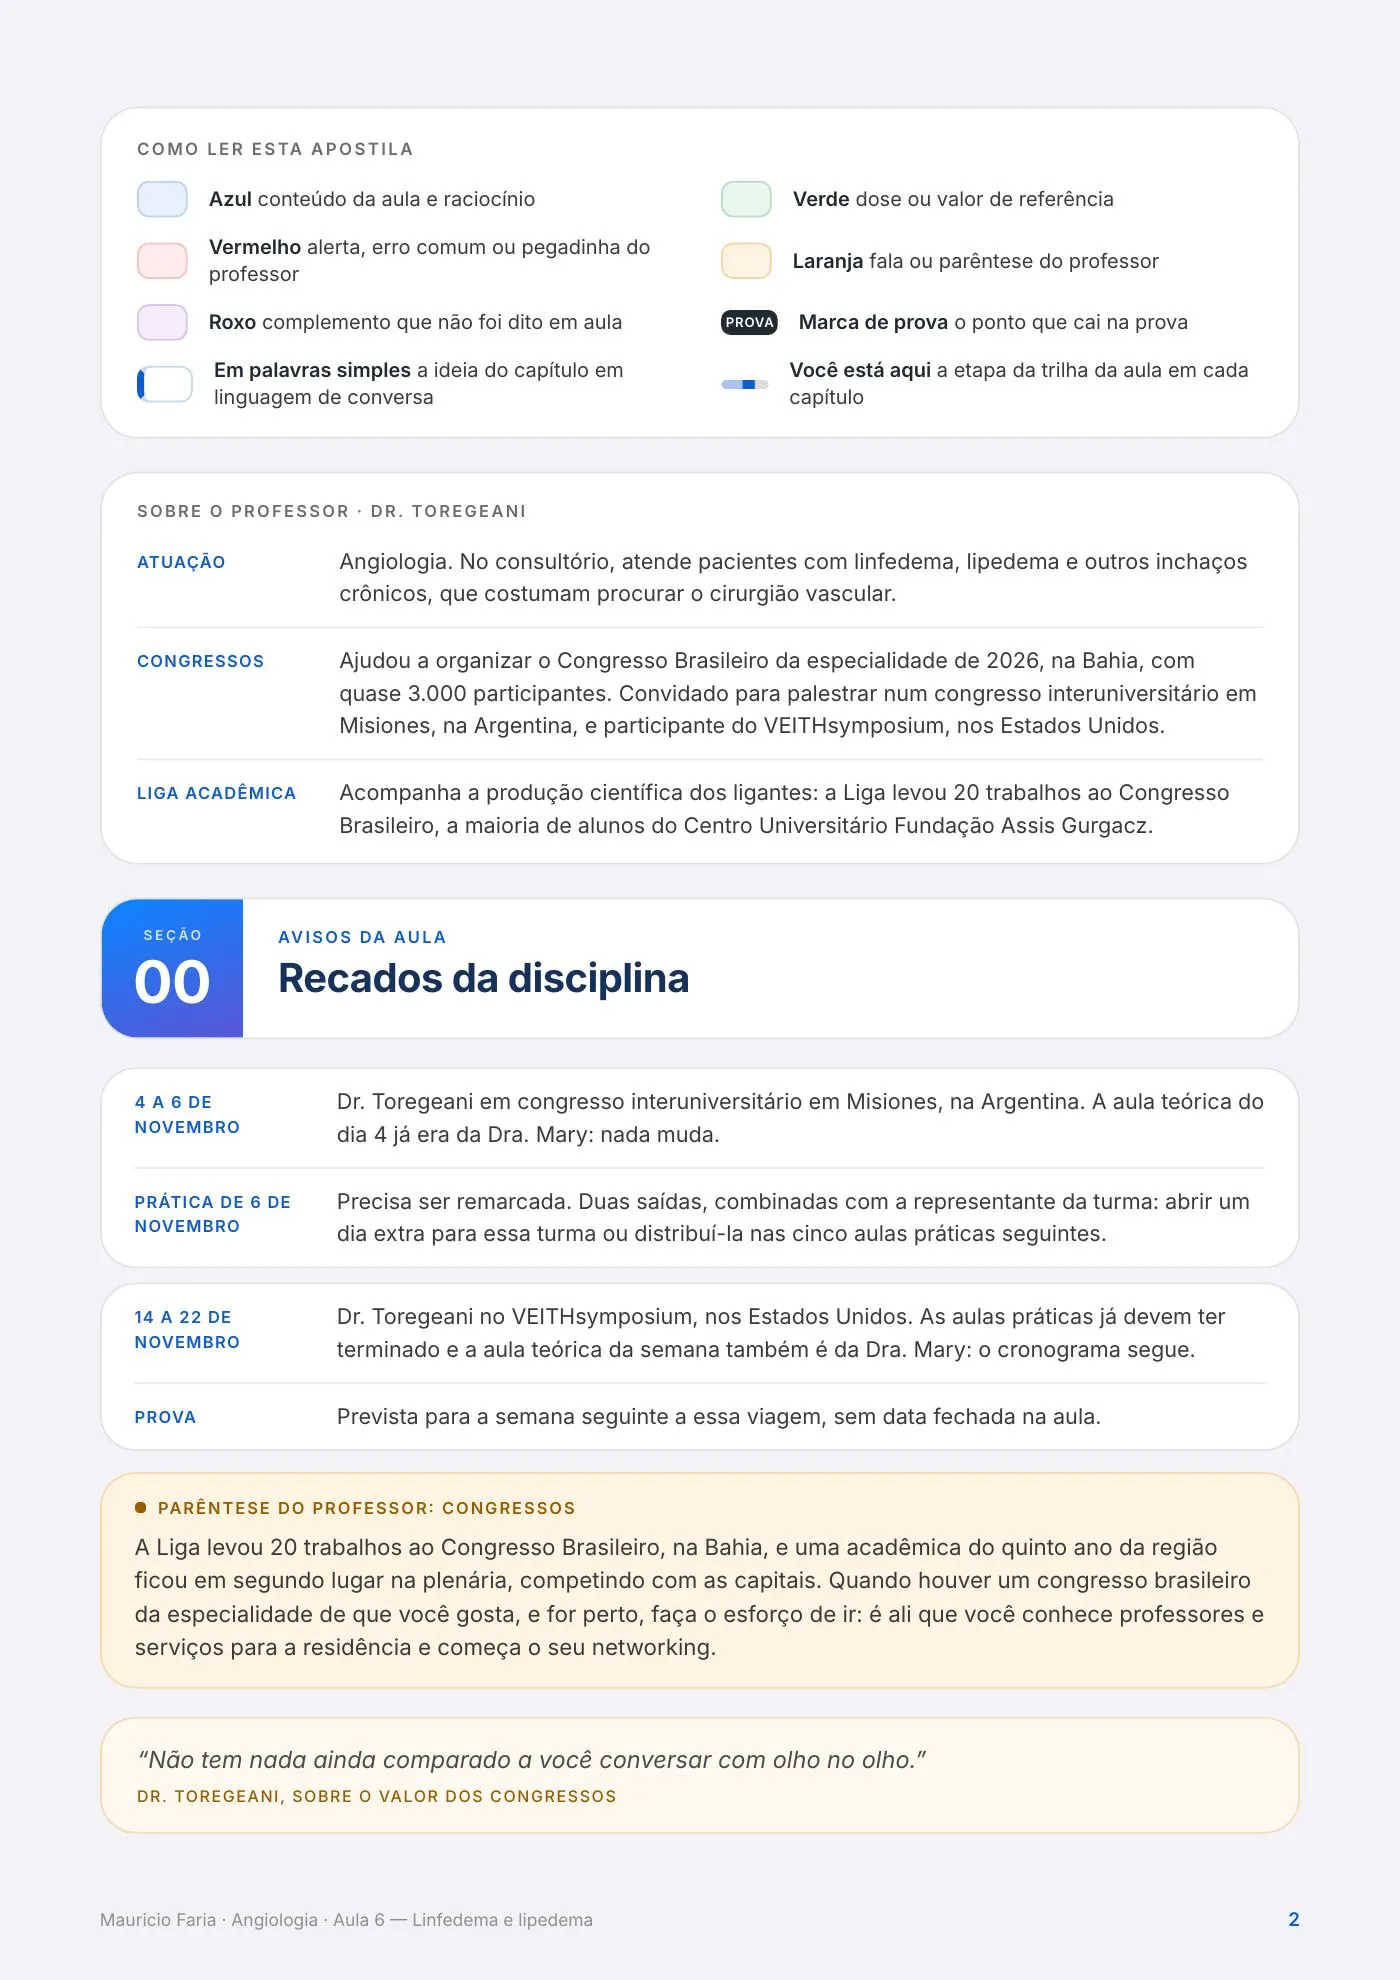 COMO LER ESTA APOSTILA
Azul conteúdo da aula e raciocínio
Verde dose ou valor de referência
Vermelho alerta, erro comum ou pegadinha do
professor
Laranja fala ou parêntese do professor
Roxo complemento que não foi dito em aula
PROVA Marca de prova o ponto que cai na prova
Em palavras simples a ideia do capítulo em
linguagem de conversa
Você está aqui a etapa da trilha da aula em cada
capítulo
SOBRE O PROFESSOR · DR. TOREGEANI
ATUAÇÃO
Angiologia. No consultório, atende pacientes com linfedema, lipedema e outros inchaços
crônicos, que costumam procurar o cirurgião vascular.
CONGRESSOS
Ajudou a organizar o Congresso Brasileiro da especialidade de 2026, na Bahia, com
quase 3.000 participantes. Convidado para palestrar num congresso interuniversitário em
Misiones, na Argentina, e participante do VEITHsymposium, nos Estados Unidos.
LIGA ACADÊMICA
Acompanha a produção científica dos ligantes: a Liga levou 20 trabalhos ao Congresso
Brasileiro, a maioria de alunos do Centro Universitário Fundação Assis Gurgacz.
SEÇÃO
00
AVISOS DA AULA
Recados da disciplina
4 A 6 DE
NOVEMBRO
Dr. Toregeani em congresso interuniversitário em Misiones, na Argentina. A aula teórica do
dia 4 já era da Dra. Mary: nada muda.
PRÁTICA DE 6 DE
NOVEMBRO
Precisa ser remarcada. Duas saídas, combinadas com a representante da turma: abrir um
dia extra para essa turma ou distribuí-la nas cinco aulas práticas seguintes.
14 A 22 DE
NOVEMBRO
Dr. Toregeani no VEITHsymposium, nos Estados Unidos. As aulas práticas já devem ter
terminado e a aula teórica da semana também é da Dra. Mary: o cronograma segue.
PROVA
Prevista para a semana seguinte a essa viagem, sem data fechada na aula.
PARÊNTESE DO PROFESSOR: CONGRESSOS
A Liga levou 20 trabalhos ao Congresso Brasileiro, na Bahia, e uma acadêmica do quinto ano da região
ficou em segundo lugar na plenária, competindo com as capitais. Quando houver um congresso brasileiro
da especialidade de que você gosta, e for perto, faça o esforço de ir: é ali que você conhece professores e
serviços para a residência e começa o seu networking.
“Não tem nada ainda comparado a você conversar com olho no olho.”
DR. TOREGEANI, SOBRE O VALOR DOS CONGRESSOS
Mauricio Faria · Angiologia · Aula 6 — Linfedema e lipedema
2